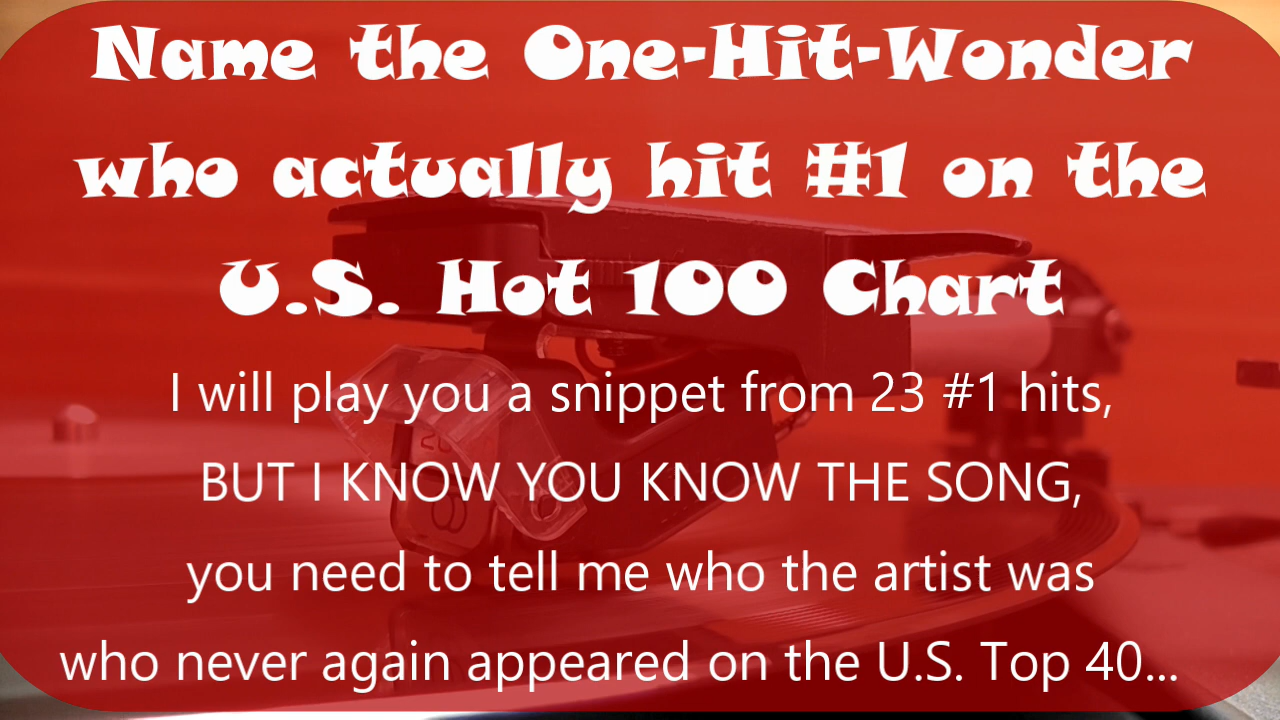 Name the One-Hit-Wonder
who actually hit #1 on the
U.S. Hot 100 Chart
I will play you a snippet from 23 #1 hits,
BUT I KNOW YOU KNOW THE SONG,
you need to tell me who the artist was
who never again appeared on the U.S. Top 40...